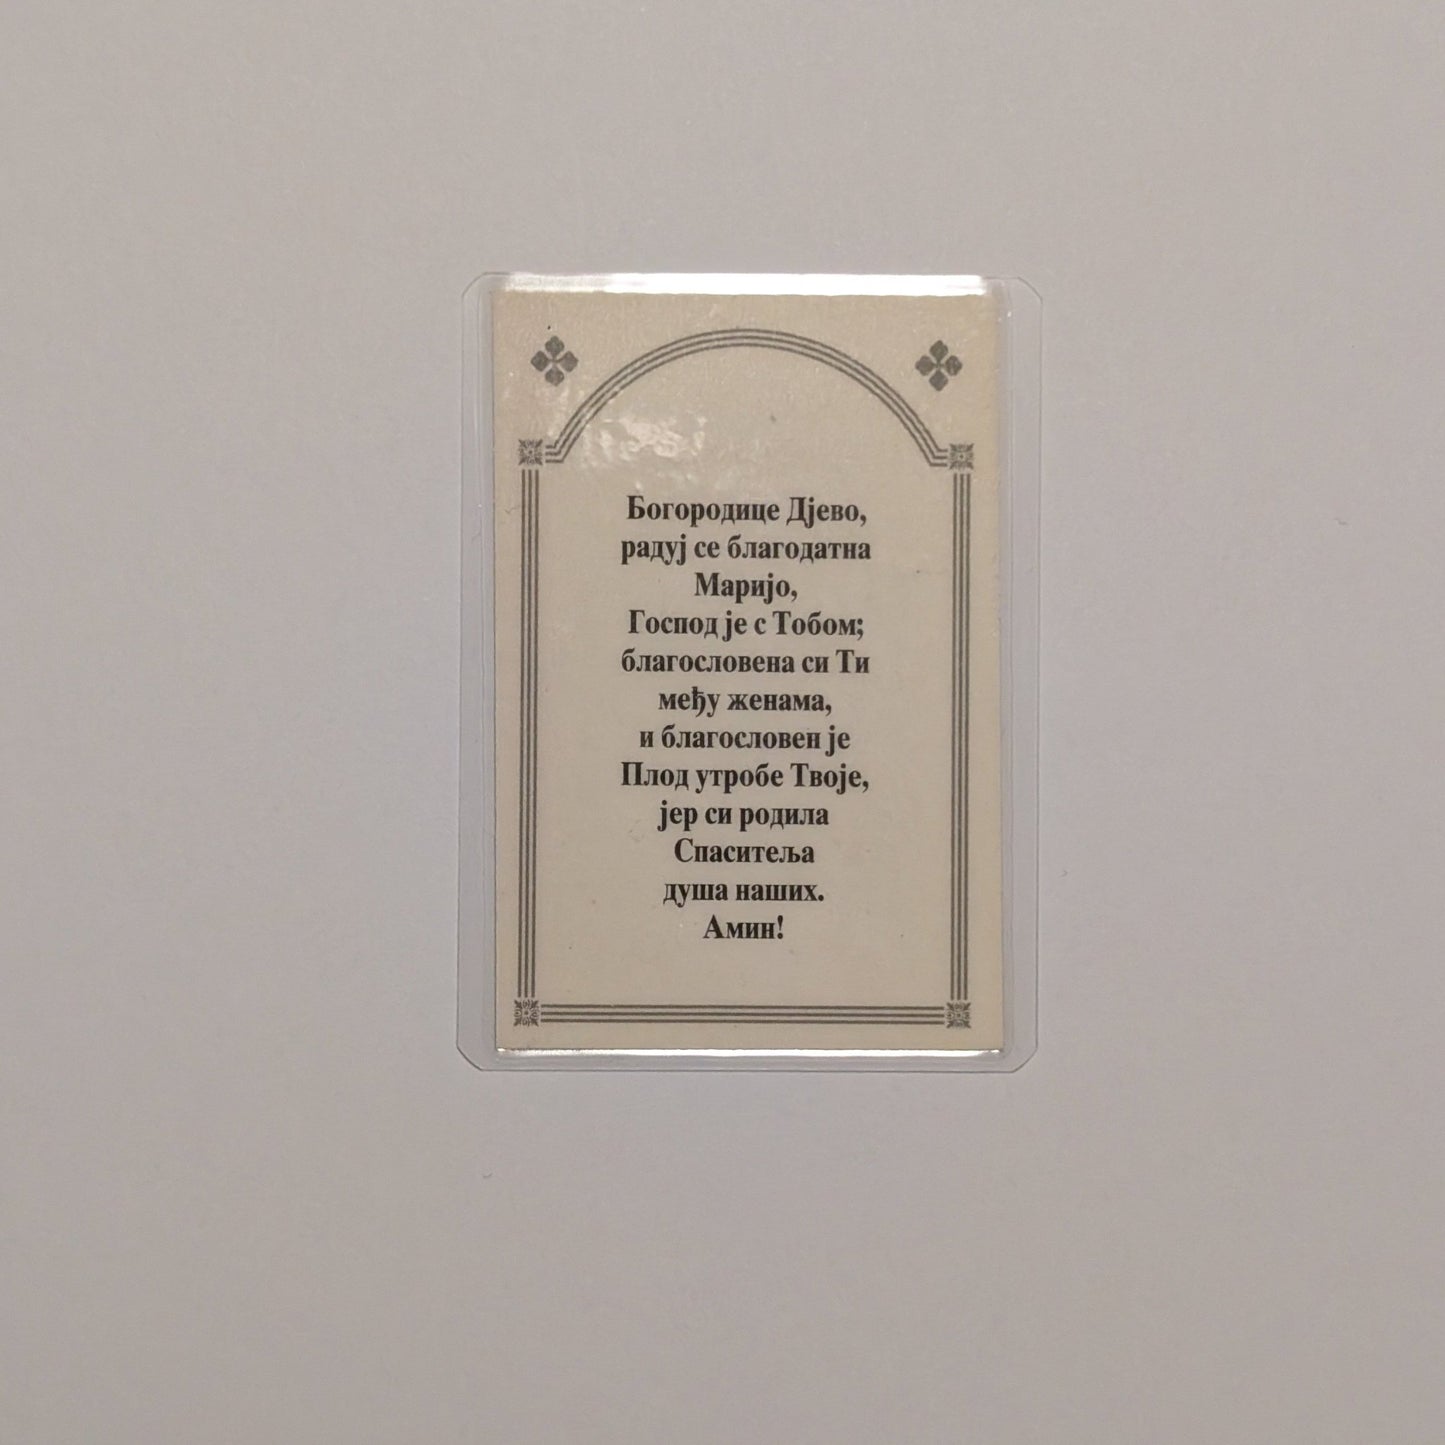 Богородице Дјево,
радуј се благодатна
Маријо,
Господ је с Тобом;
благословена си Ти
међу женама,
и благословен је
Плод утробе Твоје,
јер си родила
Спаситеља
душа наших.
Амин!